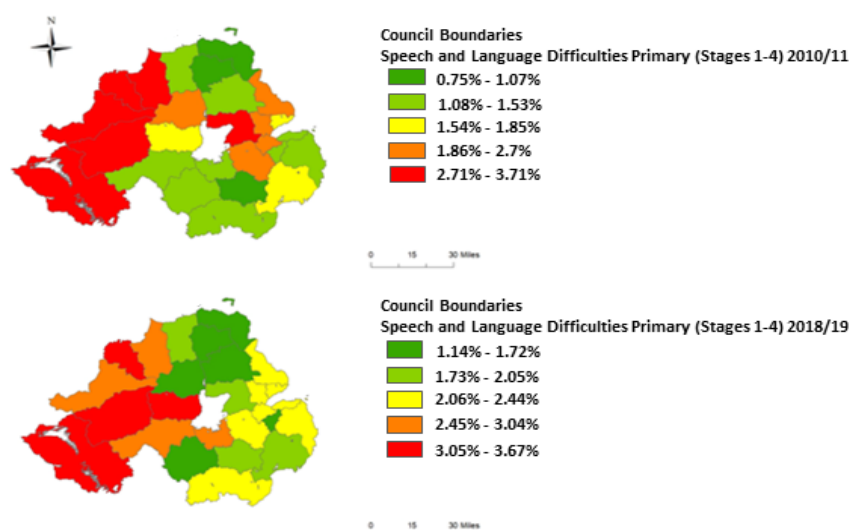 N
Council Boundaries
Speech and Language Difficulties Primary (Stages 1-4) 2010/11
0.75% - 1.07%
1.08% - 1.53%
1.54% - 1.85%
1.86% - 2.7%
2.71% - 3.71%
0 15 30 Miles
Council Boundaries
Speech and Language Difficulties Primary (Stages 1-4) 2018/19
1.14% - 1.72%
1.73% - 2.05%
2.06% - 2.44%
2.45% - 3.04%
3.05% - 3.67%
0 15 30 Miles